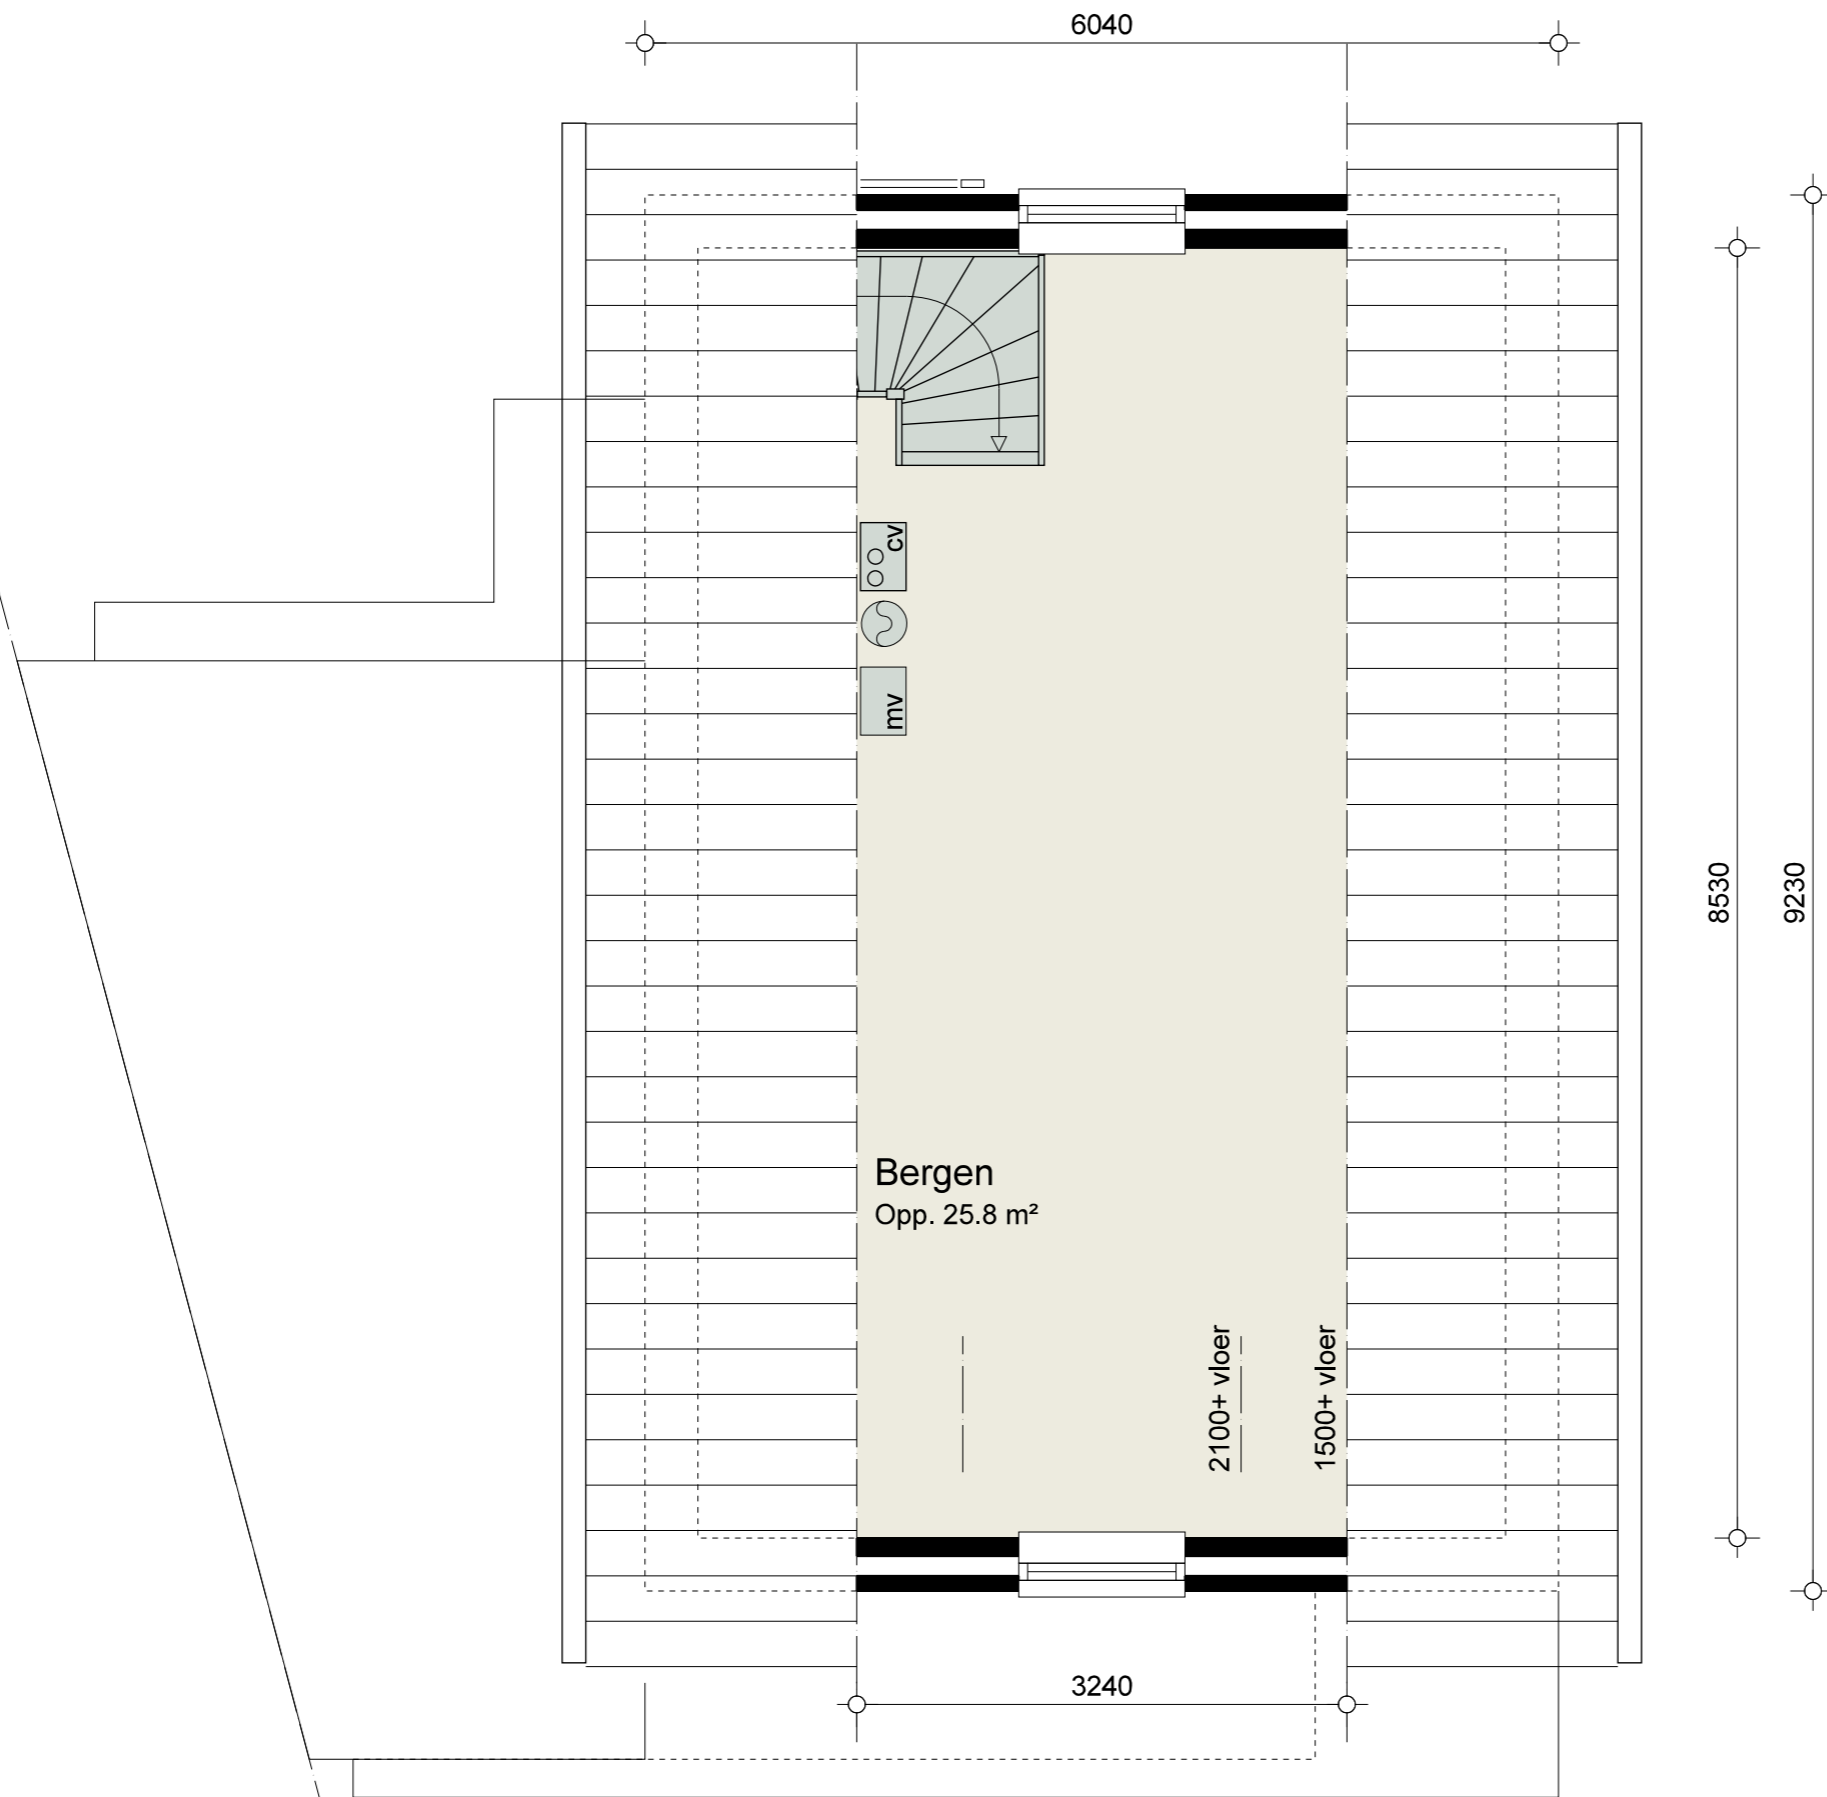 6040
cv
mv
8530
9230
Bergen
Opp. 25.8 m²
2100+ vloer
1500+ vloer
3240